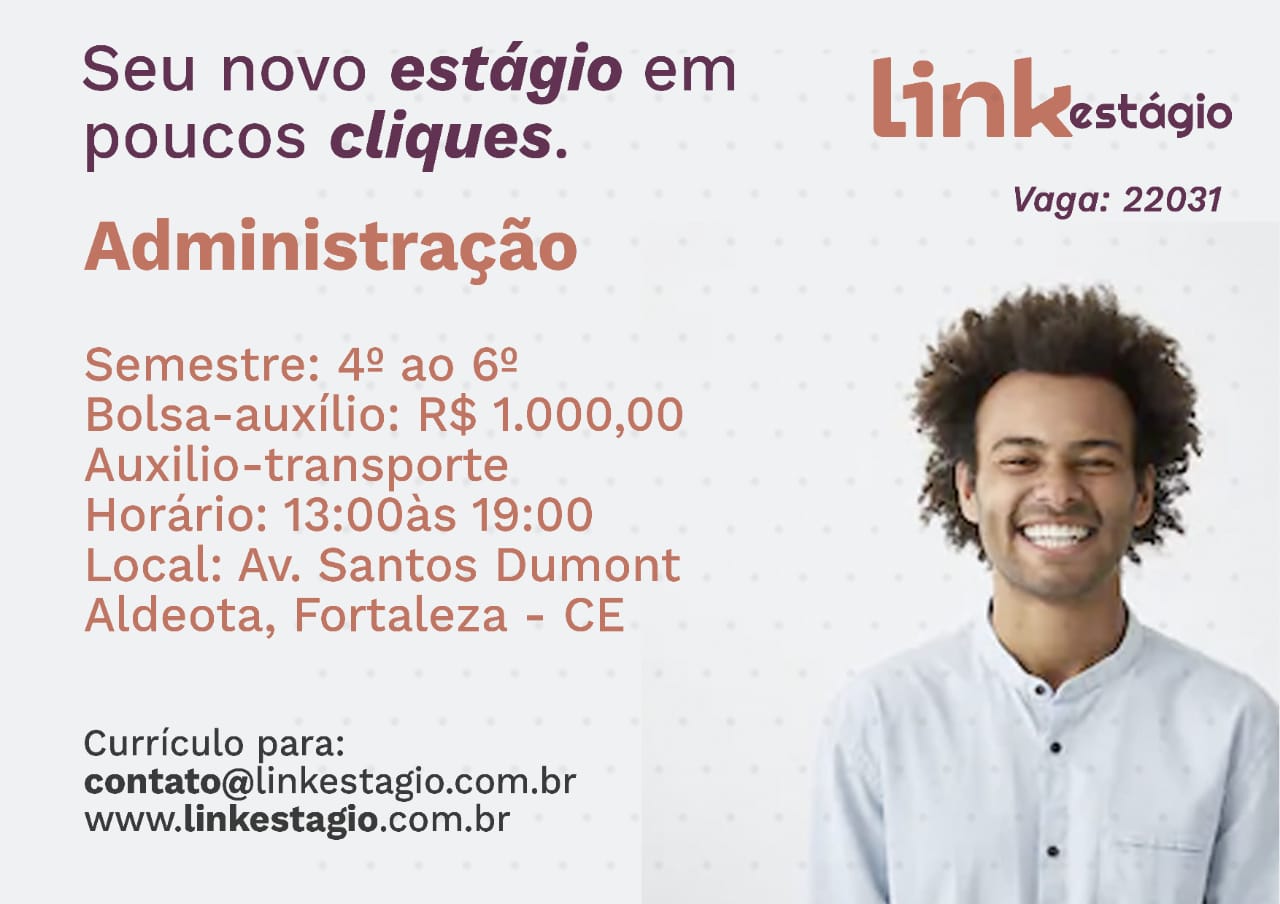 Seu novo estágio em
poucos cliques.
linkestágio
Vaga: 22031
Administração
Semestre: 4º ao 6º
Bolsa-auxílio: R$ 1.000,00
Auxilio-transporte
Horário: 13:00às 19:00
Local: Av. Santos Dumont
Aldeota, Fortaleza - CE
Currículo para:
contato@linkestagio.com.br
www.linkestagio.com.br